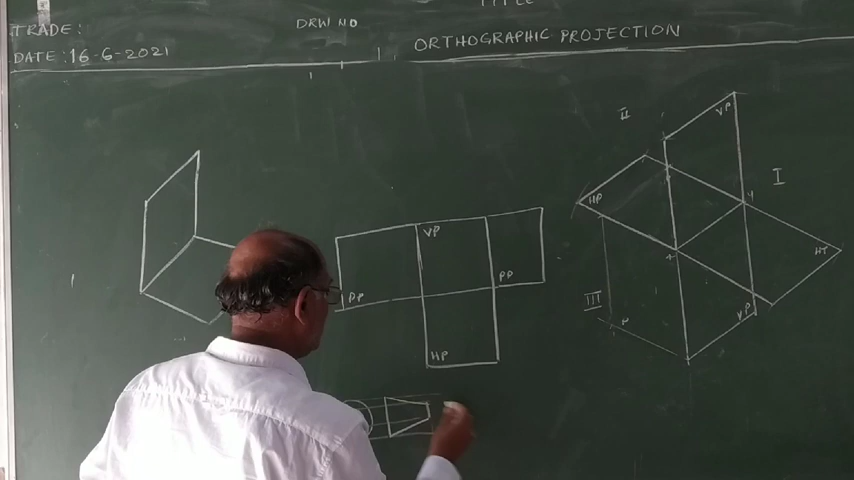 TITLE
TRADE:
DRW NO
DATE: 16-6-2021
ORTHOGRAPHIC PROJECTION
II
VP
I
HP
VP
HT
PP
PP
III
VP
P
HP